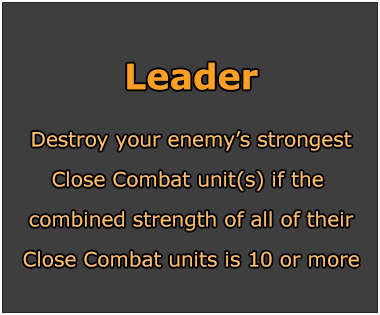 Leader
Destroy your enemy’s strongest
Close Combat unit(s) if the
combined strength of all of their
Close Combat units is 10 or more